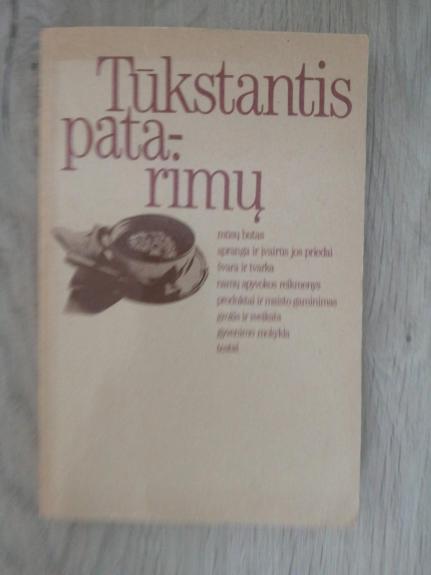 Tūkstantis
pata-
rimų
mūsų butas
apranga ir įvairūs jos priedai
švara ir tvarka
namų apyvokos reikmenys
produktai ir maisto gaminimas
grožis ir sveikata
gyvenimo mokykla
testai